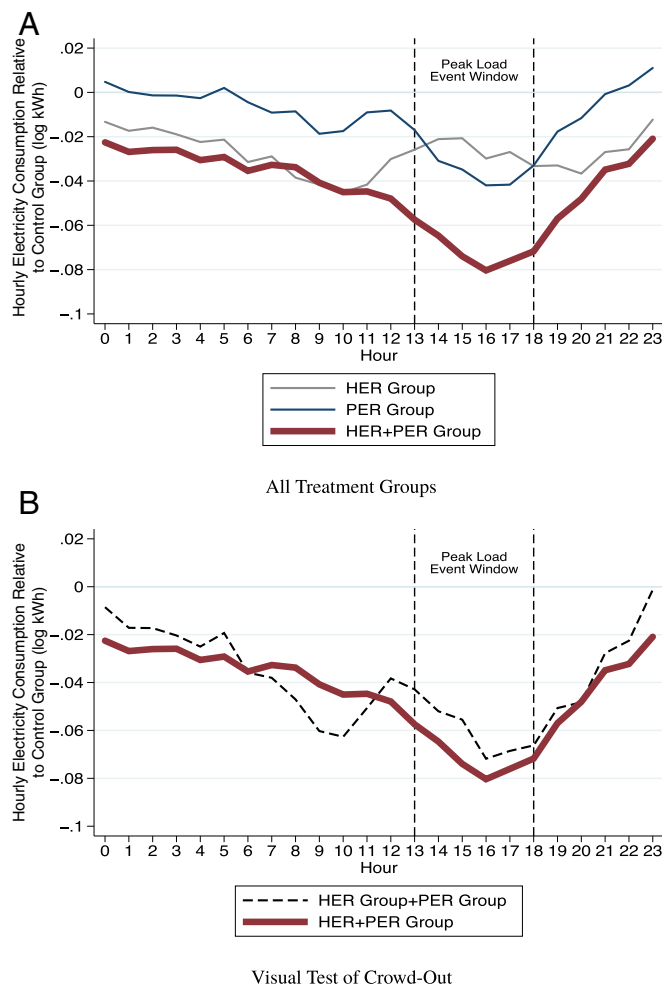 A
Hourly Electricity Consumption Relative
to Control Group (log kWh)
.02
0
−.02
−.04
−.06
−.08
−.1
Peak Load
Event Window
0 1 2 3 4 5 6 7 8 9 10 11 12 13 14 15 16 17 18 19 20 21 22 23
Hour
HER Group
PER Group
HER+PER Group
All Treatment Groups
B
Hourly Electricity Consumption Relative
to Control Group (log kWh)
.02
0
−.02
−.04
−.06
−.08
−.1
Peak Load
Event Window
0 1 2 3 4 5 6 7 8 9 10 11 12 13 14 15 16 17 18 19 20 21 22 23
Hour
HER Group+PER Group
HER+PER Group
Visual Test of Crowd-Out